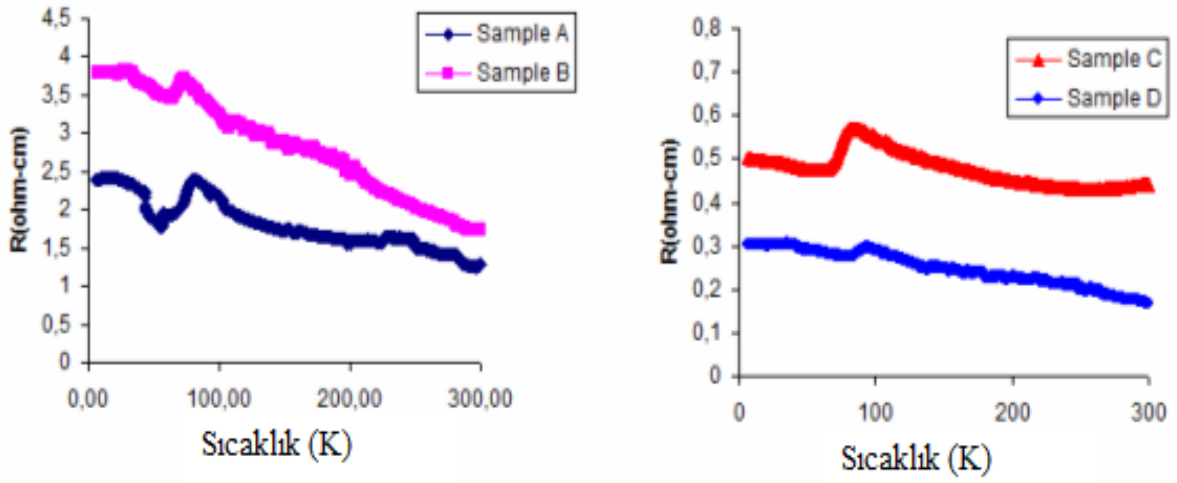 4,5
4
3,5
3
2,5
2
1,5
1
0,5
0
R(ohm-cm)
Sample A
Sample B
0,00 100,00 200,00 300,00
Sıcaklık (K)
0,8
0,7
0,6
0,5
0,4
0,3
0,2
0,1
0
R(ohm-cm)
Sample C
Sample D
0 100 200 300
Sıcaklık (K)